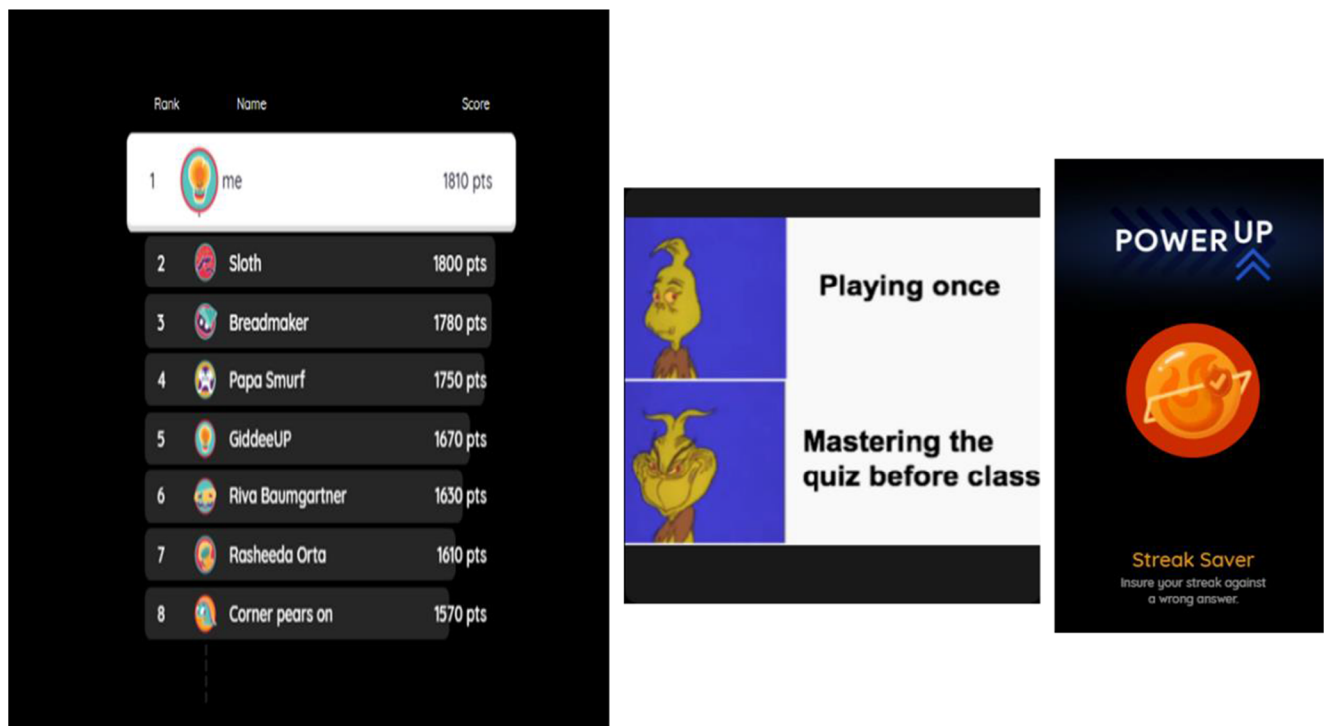 Rank Name Score
1 me 1810 pts
2 Sloth 1800 pts
3 Breadmaker 1780 pts
4 Papa Smurf 1750 pts
5 GiddeeUP 1670 pts
6 Riva Baumgartner 1630 pts
7 Rasheeda Orta 1610 pts
8 Corner pears on 1570 pts
Playing once
Mastering the
quiz before class
POWER UP
Streak Saver
Insure your streak against
a wrong answer.